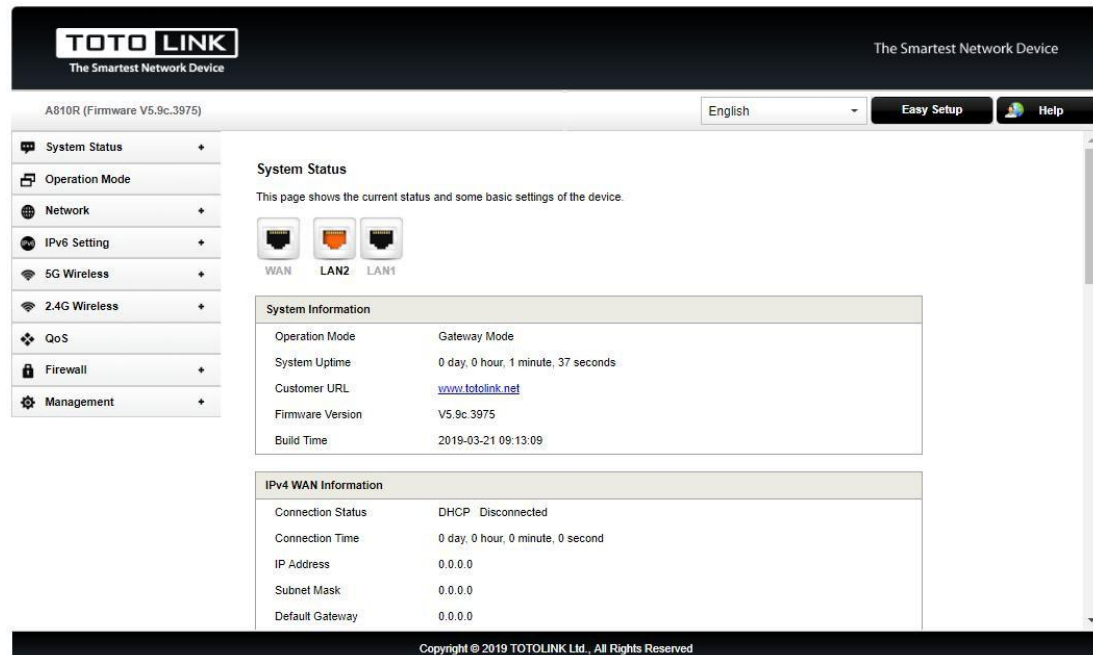 TOTO LINK
The Smartest Network Device
The Smartest Network Device
A810R (Firmware V5.9c.3975)
English
Easy Setup
Help
System Status
Operation Mode
Network
IPv6 Setting
5G Wireless
2.4G Wireless
QoS
Firewall
Management
System Status
This page shows the current status and some basic settings of the device.
WAN LAN2 LAN1
System Information
Operation Mode Gateway Mode
System Uptime 0 day, 0 hour, 1 minute, 37 seconds
Customer URL www.totolink.net
Firmware Version V5.9c.3975
Build Time 2019-03-21 09:13:09
IPv4 WAN Information
Connection Status DHCP Disconnected
Connection Time 0 day, 0 hour, 0 minute, 0 second
IP Address 0.0.0.0
Subnet Mask 0.0.0.0
Default Gateway 0.0.0.0
Copyright © 2019 TOTOLINK Ltd., All Rights Reserved